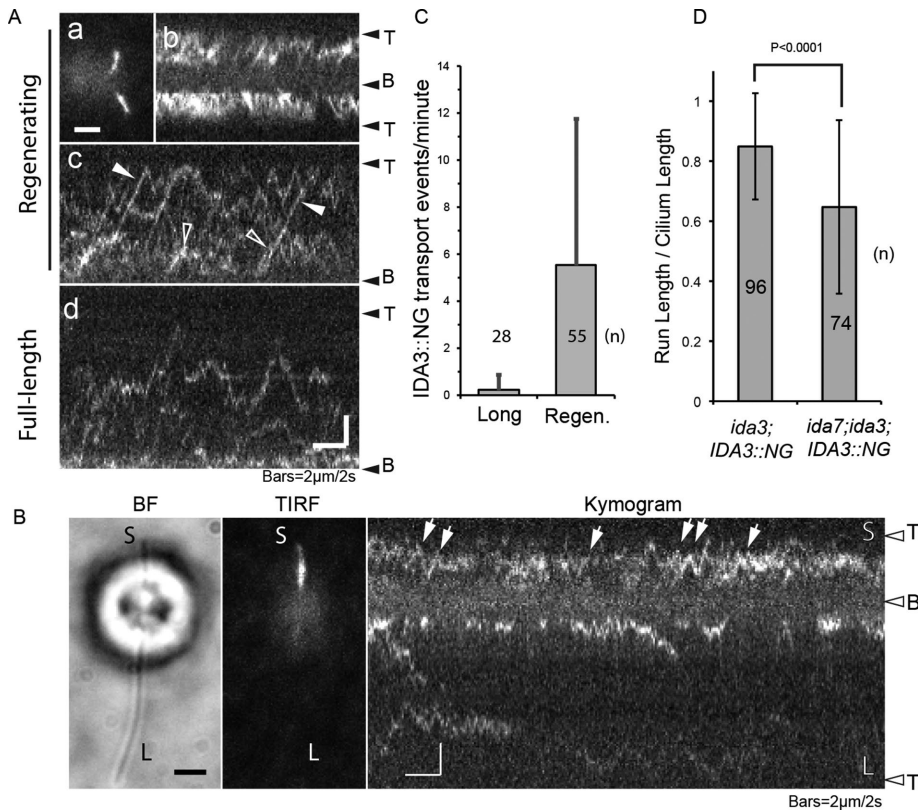 A
Regenerating
a
b
T
B
T
c
T
B
Full-length
d
T
B
Bars=2µm/2s
C
IDA3::NG transport events/minute
14
12
10
8
6
4
2
0
28
55
(n)
Long
Regen.
D
P<0.0001
Run Length / Cilium Length
1
0.8
0.6
0.4
0.2
0
96
74
(n)
ida3;
IDA3::NG
ida7;ida3;
IDA3::NG
B
BF
TIRF
Kymogram
S
L
S
L
S
L
T
B
T
Bars=2µm/2s